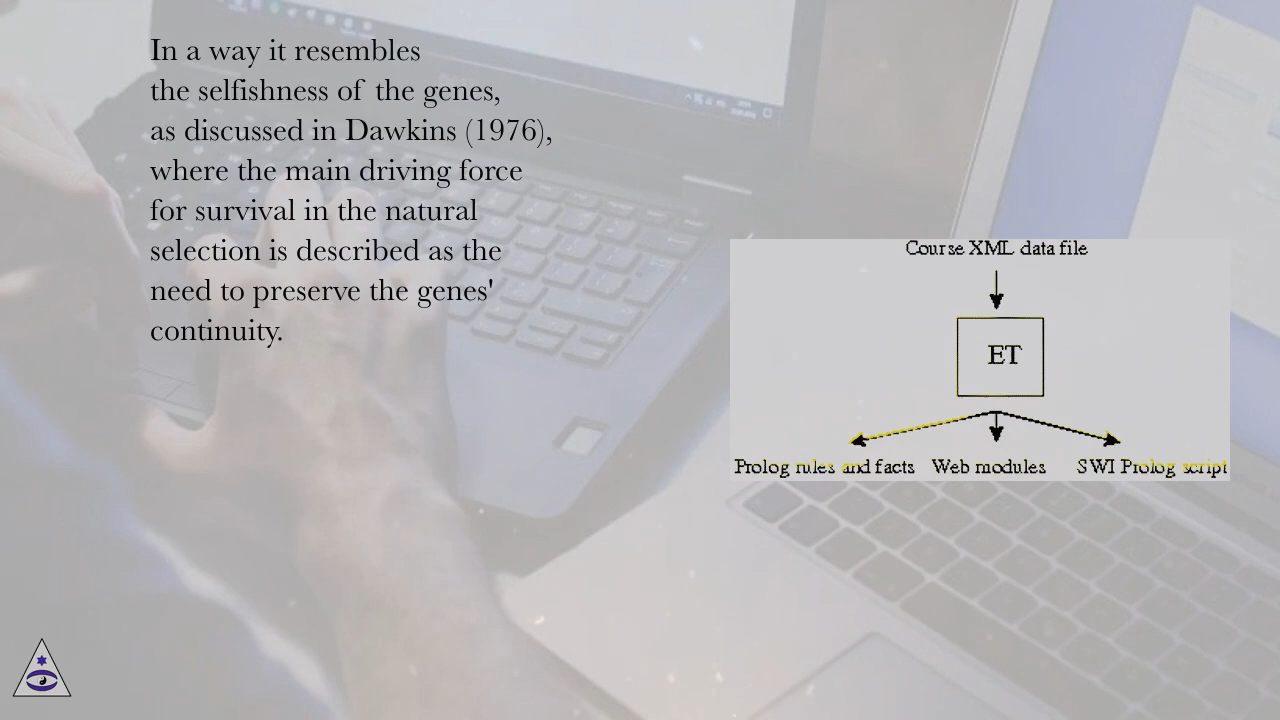 In a way it resembles
the selfishness of the genes,
as discussed in Dawkins (1976),
where the main driving force
for survival in the natural
selection is described as the
need to preserve the genes'
continuity.
Course XML data file
ET
Prolog rules and facts Web modules SWI Prolog script